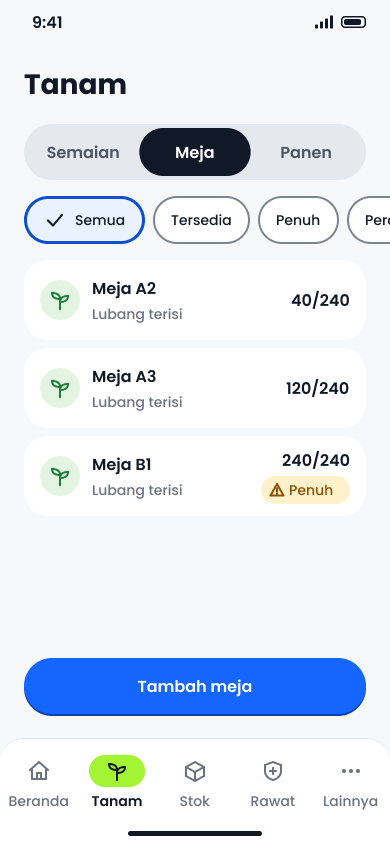 9:41
Tanam
Semaian Meja Panen
Semua Tersedia Penuh
Meja A2
Lubang terisi
40/240
Meja A3
Lubang terisi
120/240
Meja B1
Lubang terisi
240/240
Penuh
Tambah meja
Beranda Tanam Stok Rawat Lainnya